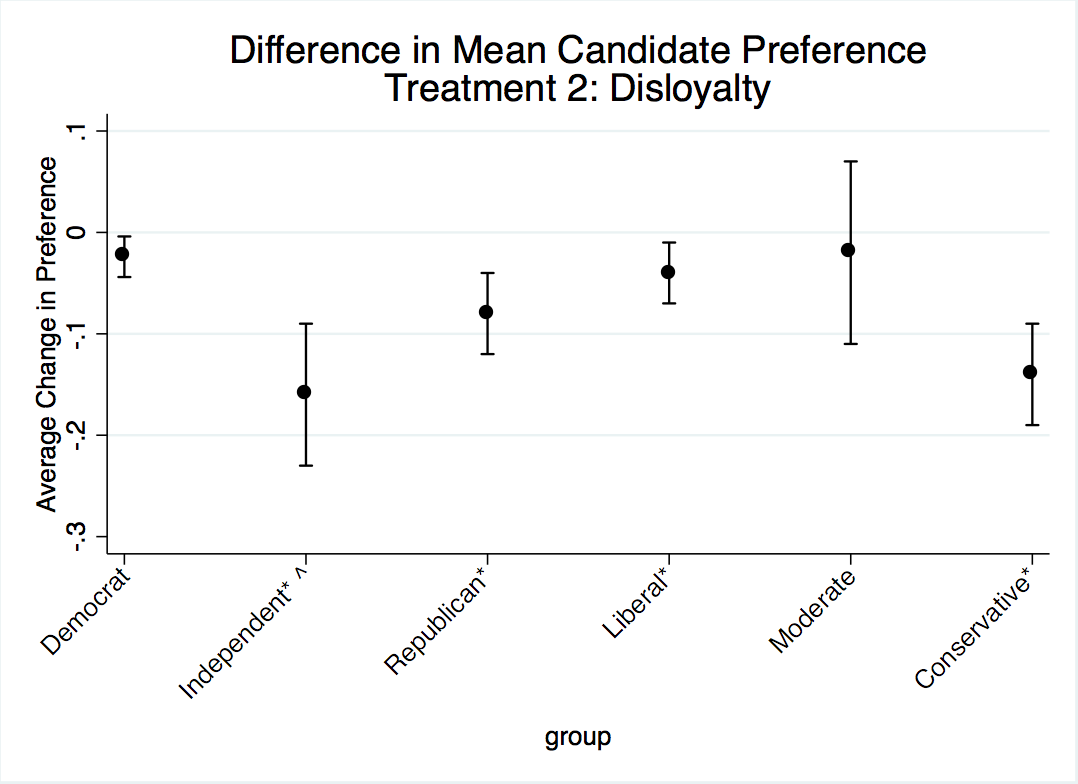 Difference in Mean Candidate Preference
Treatment 2: Disloyalty
Average Change in Preference
.1
0
-.1
-.2
-.3
Democrat
Independent* ^
Republican*
Liberal*
Moderate
Conservative*
group